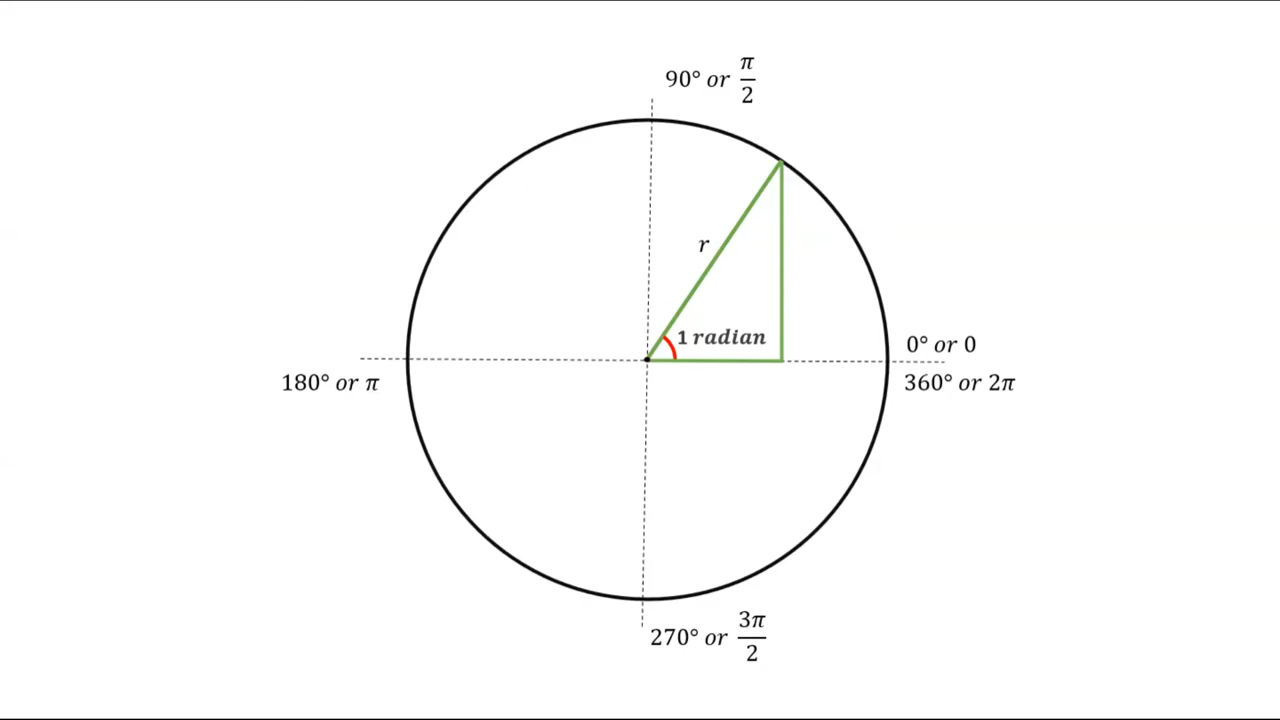 90° or π/2
r
1 radian
0° or 0
180° or π
360° or 2π
270° or 3π/2